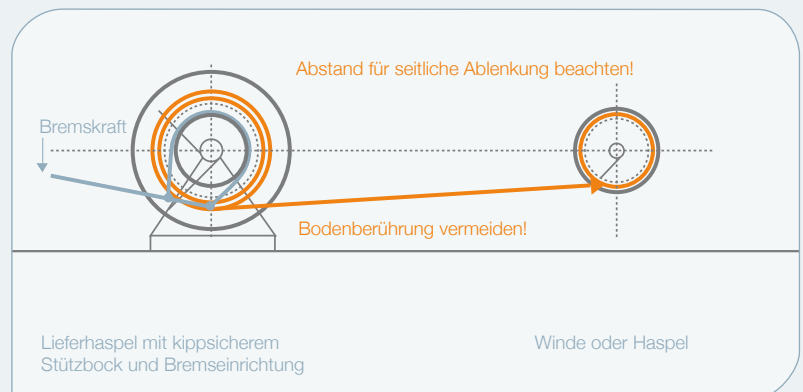 Abstand für seitliche Ablenkung beachten!
Bremskraft
Bodenberührung vermeiden!
Lieferhaspel mit kippsicherem
Stützbock und Bremseinrichtung
Winde oder Haspel